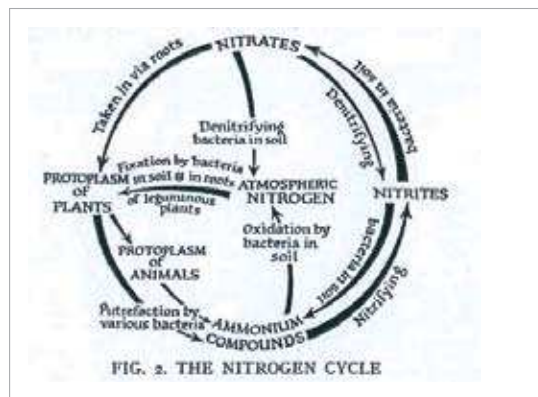 NITRATES
Taken in via roots
Denitrifying
bacteria in soil
Nitrifying
bacteria in soil
Denitrifying
bacteria in soil
Fixation by bacteria
in soil & in roots
of leguminous
plants
PROTOPLASM
of
PLANTS
ATMOSPHERIC
NITROGEN
NITRITES
Oxidation by
bacteria in
soil
PROTOPLASM
of
ANIMALS
Putrefaction by
various bacteria
AMMONIUM
COMPOUNDS
FIG. 2. THE NITROGEN CYCLE